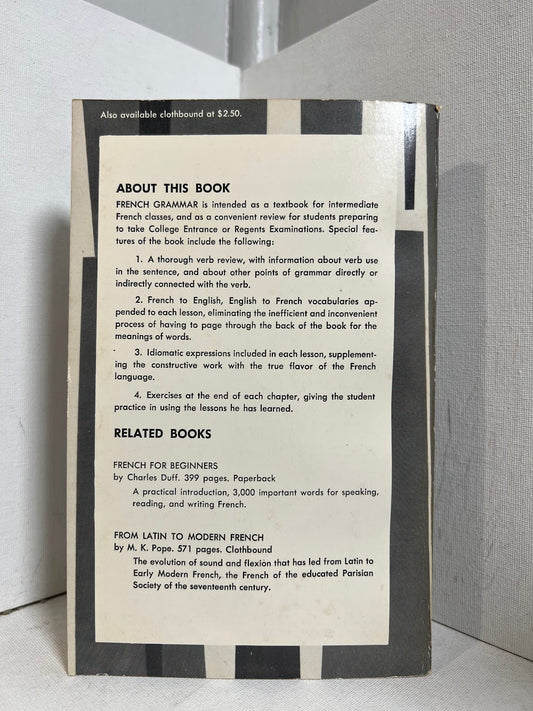 Also available clothbound at $2.50.
ABOUT THIS BOOK
FRENCH GRAMMAR is intended as a textbook for intermediate
French classes, and as a convenient review for students preparing
to take College Entrance or Regents Examinations. Special fea-
tures of the book include the following:
1. A thorough verb review, with information about verb use
in the sentence, and about other points of grammar directly or
indirectly connected with the verb.
2. French to English, English to French vocabularies ap-
pended to each lesson, eliminating the inefficient and inconvenient
process of having to page through the back of the book for the
meanings of words.
3. Idiomatic expressions included in each lesson, supplement-
ing the constructive work with the true flavor of the French
language.
4. Exercises at the end of each chapter, giving the student
practice in using the lessons he has learned.
RELATED BOOKS
FRENCH FOR BEGINNERS
by Charles Duff. 399 pages. Paperback
A practical introduction, 3,000 important words for speaking,
reading, and writing French.
FROM LATIN TO MODERN FRENCH
by M. K. Pope. 571 pages. Clothbound
The evolution of sound and flexion that has led from Latin to
Early Modern French, the French of the educated Parisian
Society of the seventeenth century.